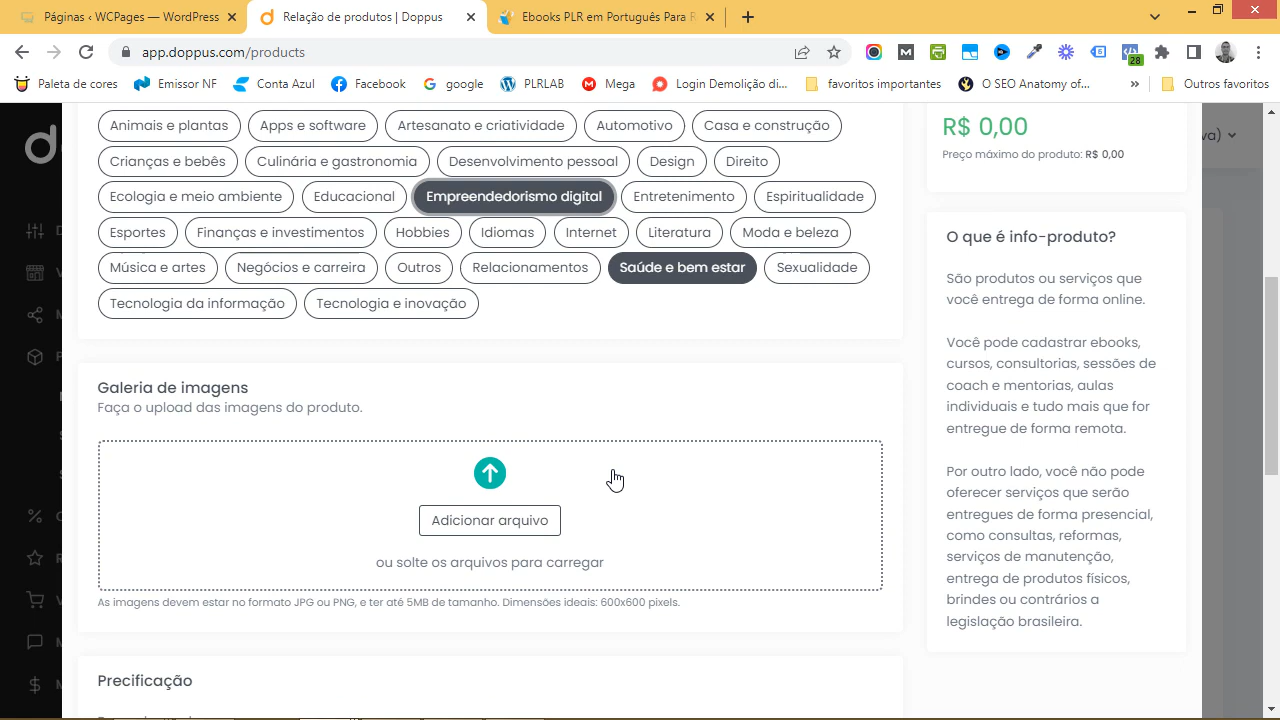 Páginas ‹ WCPages — WordPress
Relação de produtos | Doppus
Ebooks PLR em Português Para R
app.doppus.com/products
28
Paleta de cores
Emissor NF
Conta Azul
Facebook
google
PLRLAB
Mega
Login Demolição di...
favoritos importantes
O SEO Anatomy of...
»
Outros favoritos
Animais e plantas
Apps e software
Artesanato e criatividade
Automotivo
Casa e construção
Crianças e bebês
Culinária e gastronomia
Desenvolvimento pessoal
Design
Direito
Ecologia e meio ambiente
Educacional
Empreendedorismo digital
Entretenimento
Espiritualidade
Esportes
Finanças e investimentos
Hobbies
Idiomas
Internet
Literatura
Moda e beleza
Música e artes
Negócios e carreira
Outros
Relacionamentos
Saúde e bem estar
Sexualidade
Tecnologia da informação
Tecnologia e inovação
Galeria de imagens
Faça o upload das imagens do produto.
Adicionar arquivo
ou solte os arquivos para carregar
As imagens devem estar no formato JPG ou PNG, e ter até 5MB de tamanho. Dimensões ideais: 600x600 pixels.
Precificação
R$ 0,00
Preço máximo do produto: R$ 0,00
O que é info-produto?
São produtos ou serviços que
você entrega de forma online.
Você pode cadastrar ebooks,
cursos, consultorias, sessões de
coach e mentorias, aulas
individuais e tudo mais que for
entregue de forma remota.
Por outro lado, você não pode
oferecer serviços que serão
entregues de forma presencial,
como consultas, reformas,
serviços de manutenção,
entrega de produtos físicos,
brindes ou contrários a
legislação brasileira.